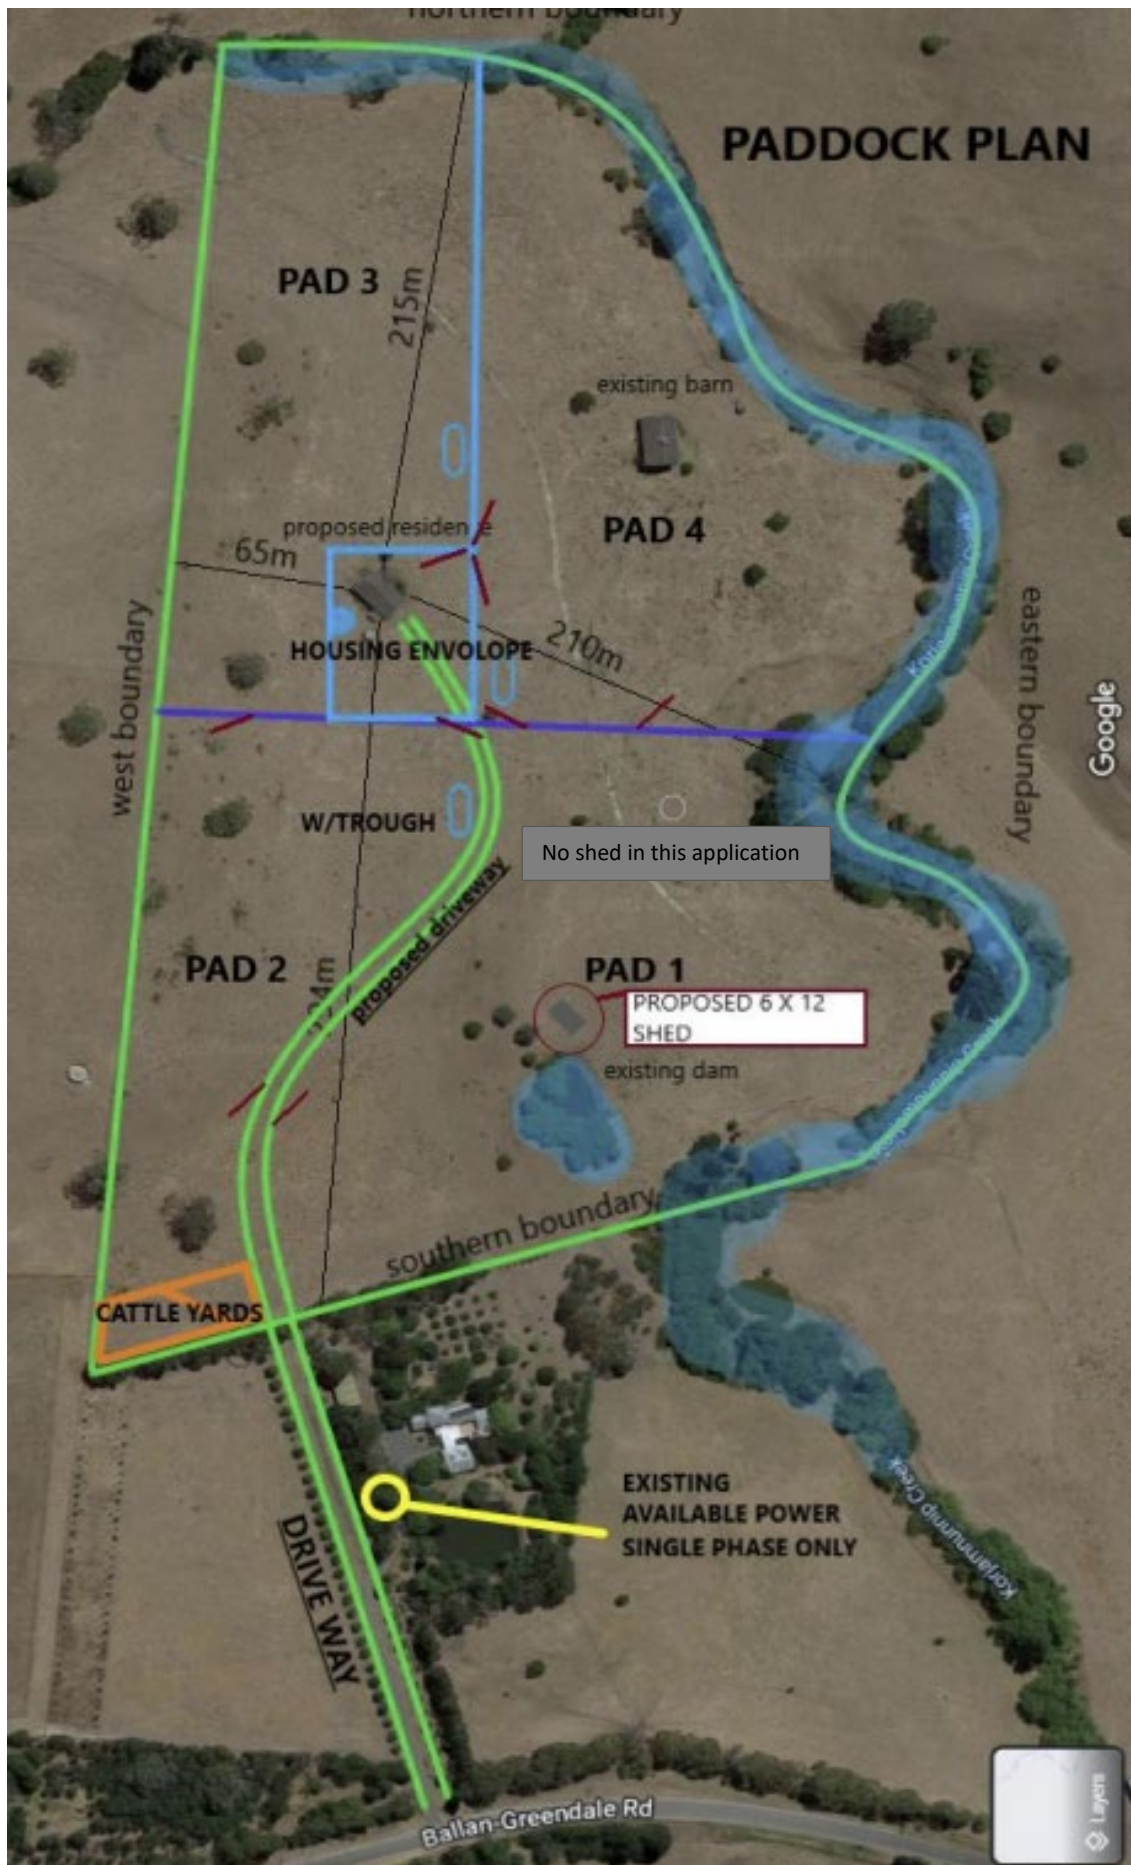 northern boundary
PADDOCK PLAN
PAD 3
215m
existing barn
proposed residen e
PAD 4
65m
west boundary
HOUSING ENVOLOPE
210m
eastern boundary
Google
W/TROUGH
No shed in this application
proposed driveway
PAD 2
PAD 1
PROPOSED 6 X 12
SHED
existing dam
southern boundary
CATTLE YARDS
EXISTING
AVAILABLE POWER
SINGLE PHASE ONLY
Korjamnunnip Creek
DRIVE WAY
Ballan-Greendale Rd
Layers